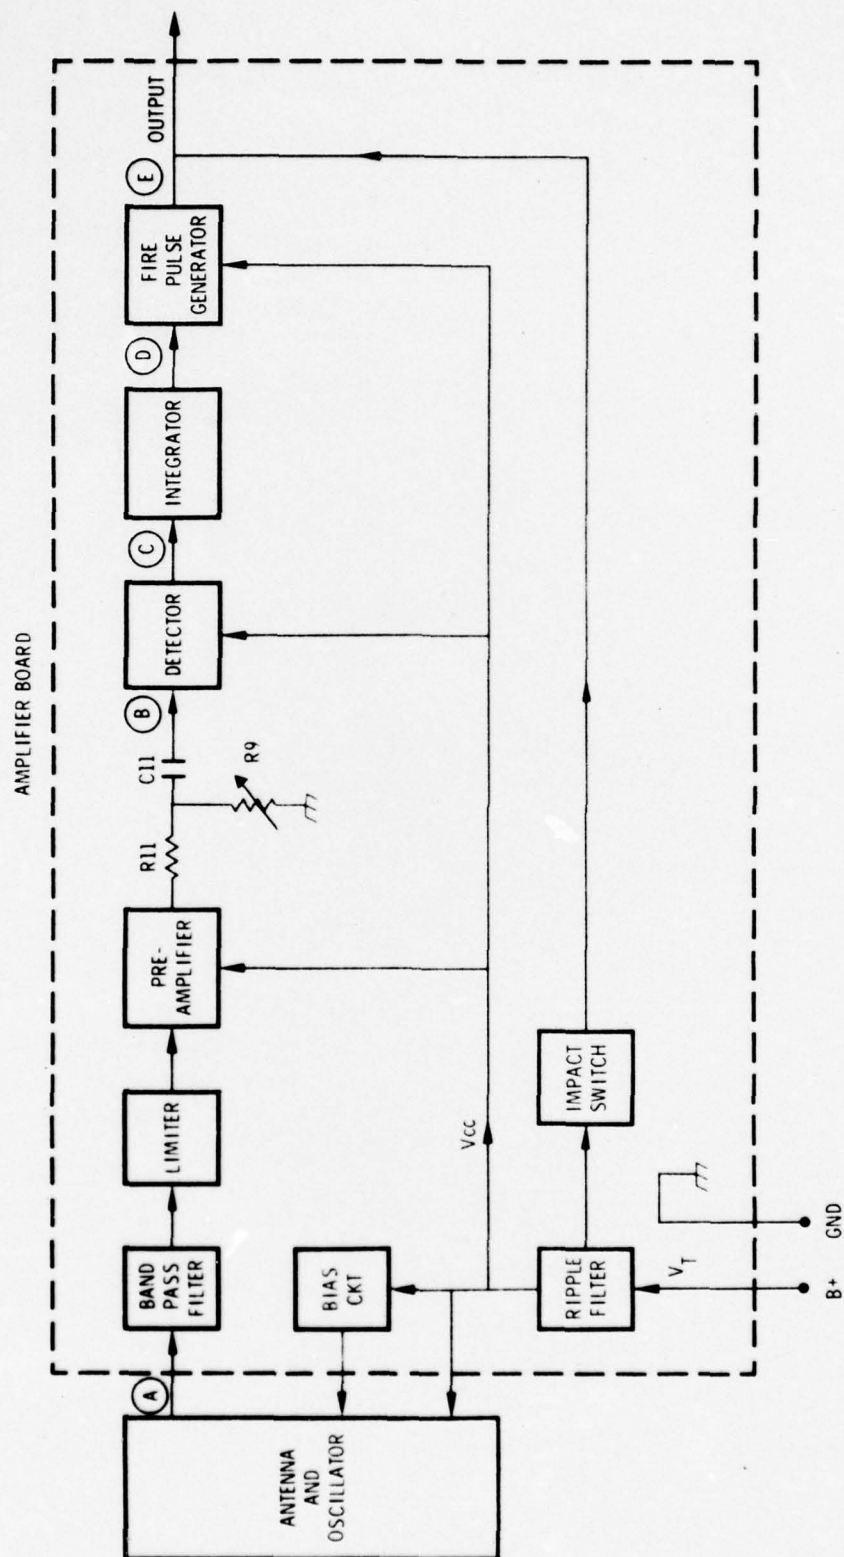 AMPLIFIER BOARD
ANTENNA
AND
OSCILLATOR
A
BAND
PASS
FILTER
LIMITER
PRE-
AMPLIFIER
R11
C11
R9
B
DETECTOR
C
INTEGRATOR
D
FIRE
PULSE
GENERATOR
E
OUTPUT
BIAS
CKT
Vcc
RIPPLE
FILTER
IMPACT
SWITCH
VT
B+
GND